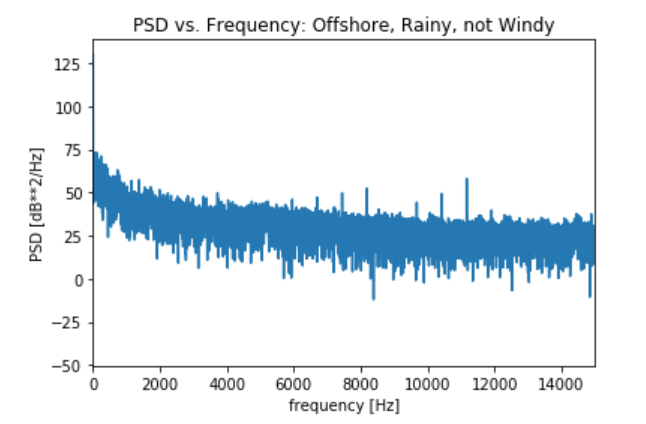 PSD vs. Frequency: Offshore, Rainy, not Windy
125
100
75
50
25
0
−25
−50
PSD [dB**2/Hz]
0 2000 4000 6000 8000 10000 12000 14000
frequency [Hz]